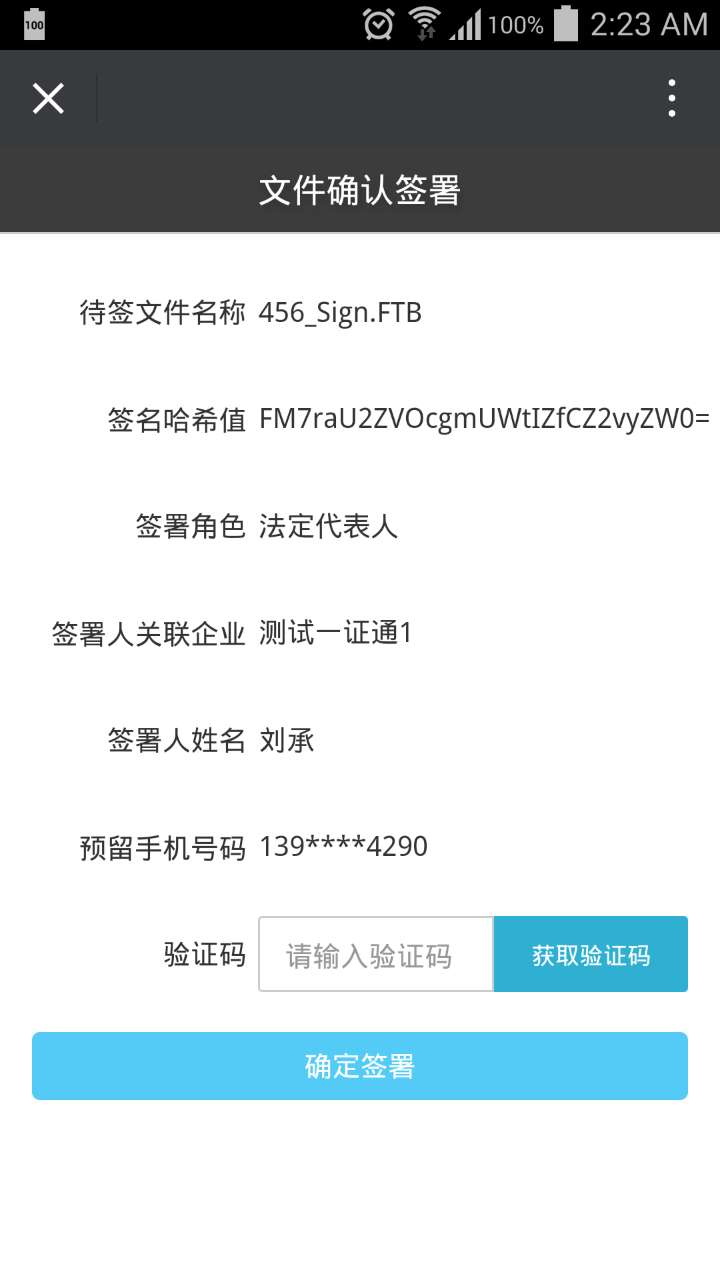 100
100% 2:23 AM
文件确认签署
待签文件名称 456_Sign.FTB
签名哈希值 FM7raU2ZVOcgmUWtIZfCZ2vyZW0=
签署角色 法定代表人
签署人关联企业 测试一证通1
签署人姓名 刘承
预留手机号码 139****4290
验证码 请输入验证码 获取验证码
确定签署